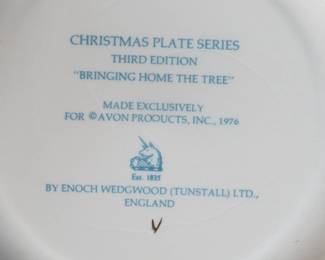 CHRISTMAS PLATE SERIES
THIRD EDITION
"BRINGING HOME THE TREE"
MADE EXCLUSIVELY
FOR ©AVON PRODUCTS, INC., 1976
Est. 1835
BY ENOCH WEDGWOOD (TUNSTALL) LTD.,
ENGLAND
V